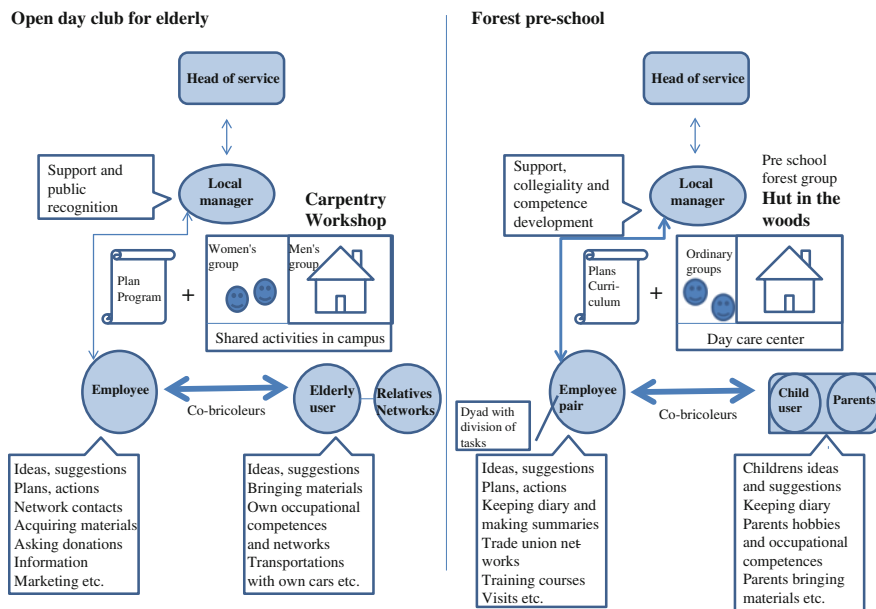 Open day club for elderly
Head of service
Support and
public
recognition
Local
manager
Carpentry
Workshop
Plan
Program
+
Women's
group
Men's
group
Shared activities in campus
Employee
Co-bricoleurs
Elderly
user
Relatives
Networks
Ideas, suggestions
Plans, actions
Network contacts
Acquiring materials
Asking donations
Information
Marketing etc.
Ideas, suggestions
Bringing materials
Own occupational
competences
and networks
Transportations
with own cars etc.
Forest pre-school
Head of service
Support,
collegiality and
competence
development
Local
manager
Pre school
forest group
Hut in the
woods
Plans
Curri-
culum
+
Ordinary
groups
Day care center
Dyad with
division of
tasks
Employee
pair
Co-bricoleurs
Child
user
Parents
Ideas, suggestions
Plans, actions
Keeping diary and
making summaries
Trade union net-
works
Training courses
Visits etc.
Childrens ideas
and suggestions
Keeping diary
Parents hobbies
and occupational
competences
Parents bringing
materials etc.